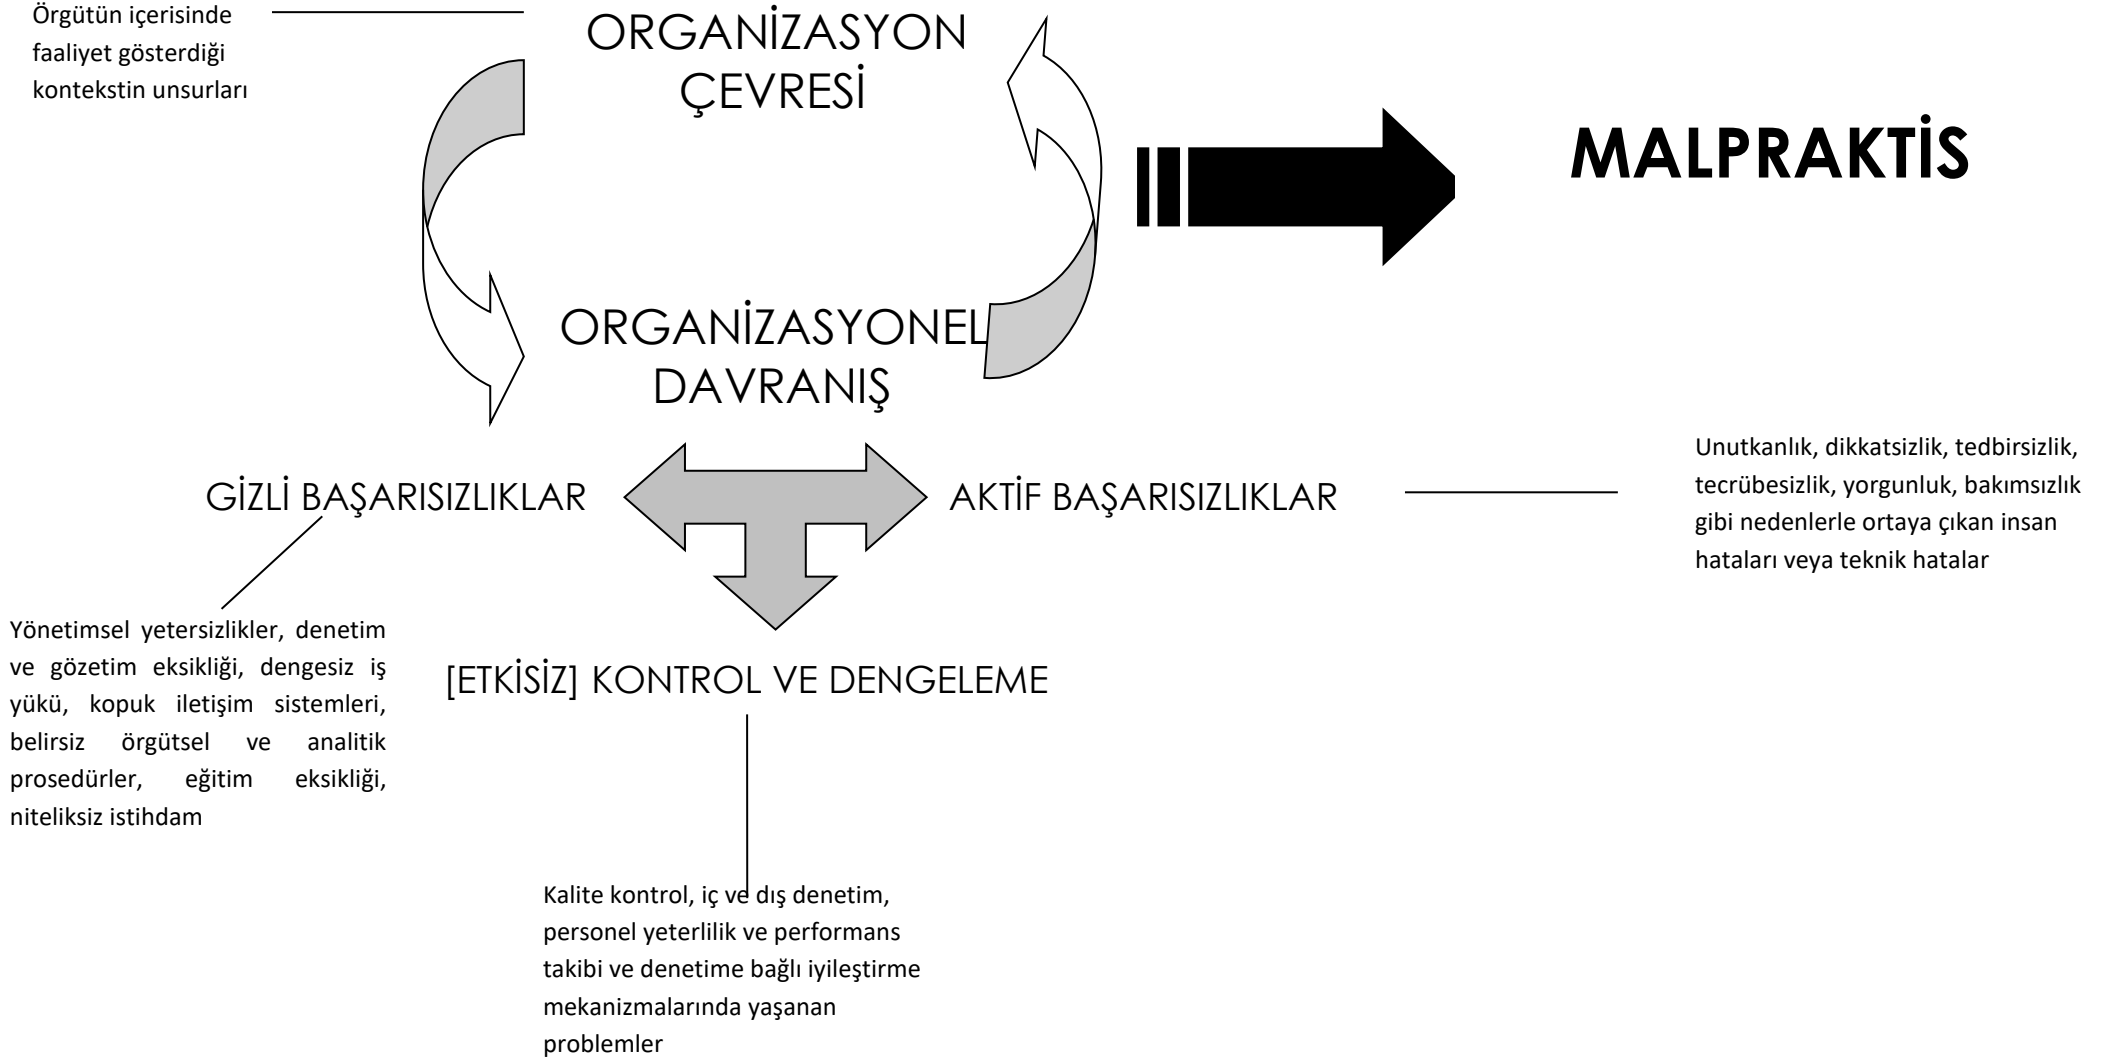 Örgütün içerisinde
faaliyet gösterdiği
kontekstin unsurları
ORGANİZASYON
ÇEVRESİ
MALPRAKTİS
ORGANİZASYONEL
DAVRANIŞ
GİZLİ BAŞARISIZLIKLAR
AKTİF BAŞARISIZLIKLAR
Unutkanlık, dikkatsizlik, tedbirsizlik,
tecrübesizlik, yorgunluk, bakımsızlık
gibi nedenlerle ortaya çıkan insan
hataları veya teknik hatalar
Yönetimsel yetersizlikler, denetim
ve gözetim eksikliği, dengesiz iş
yükü, kopuk iletişim sistemleri,
belirsiz örgütsel ve analitik
prosedürler, eğitim eksikliği,
niteliksiz istihdam
[ETKİSİZ] KONTROL VE DENGELEME
Kalite kontrol, iç ve dış denetim,
personel yeterlilik ve performans
takibi ve denetime bağlı iyileştirme
mekanizmalarında yaşanan
problemler